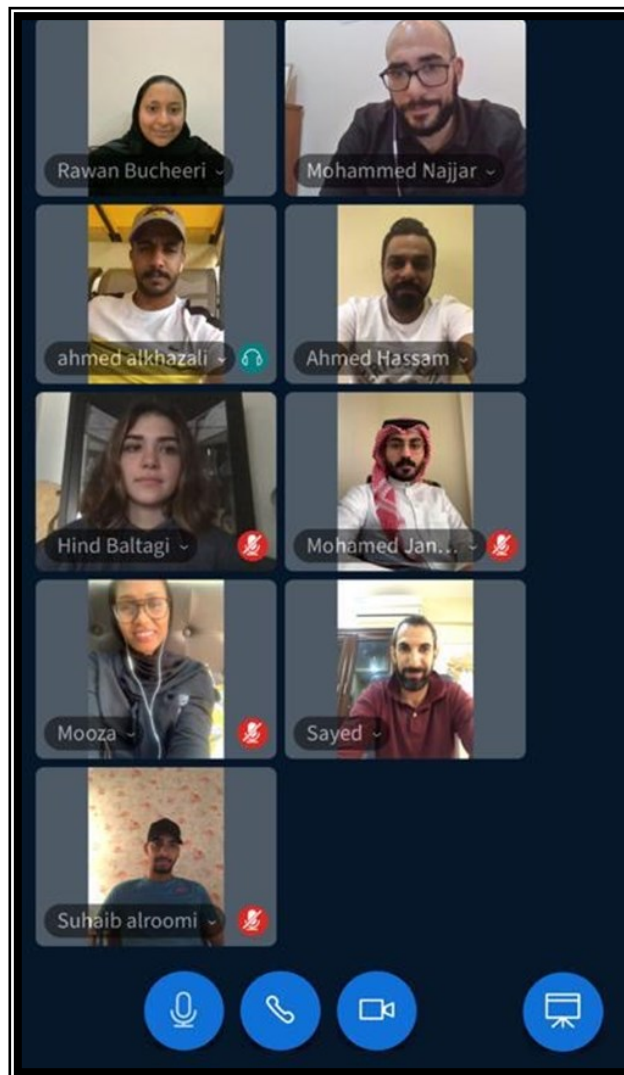 Rawan Bucheeri
Mohammed Najjar
ahmed alkhazali
Ahmed Hassam
Hind Baltagi
Mohamed Jan...
Mooza
Sayed
Suhaib alroomi